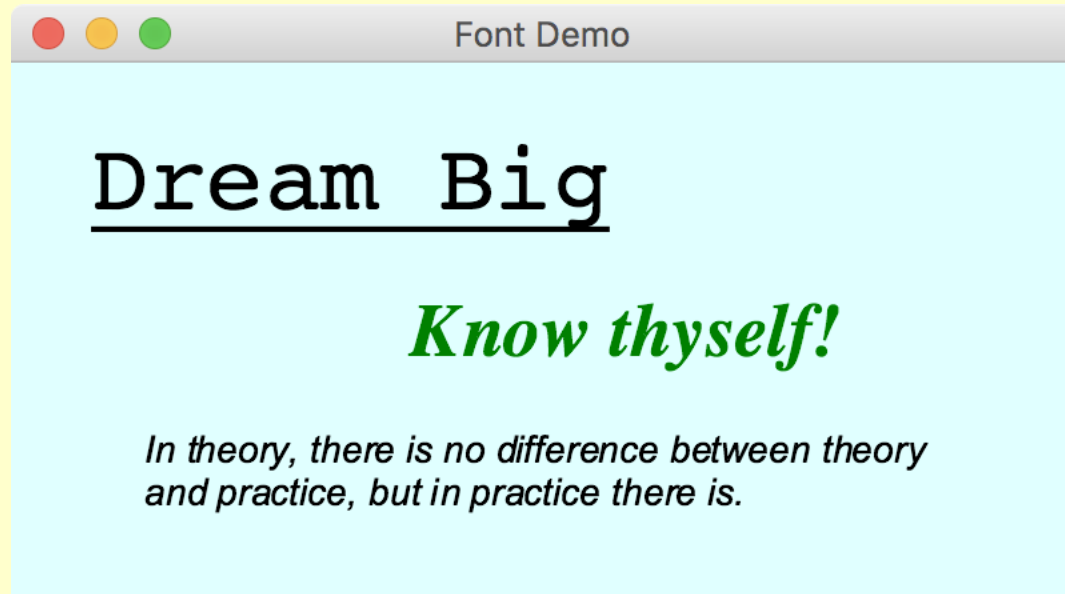 Font Demo
Dream Big
Know thyself!
In theory, there is no difference between theory
and practice, but in practice there is.